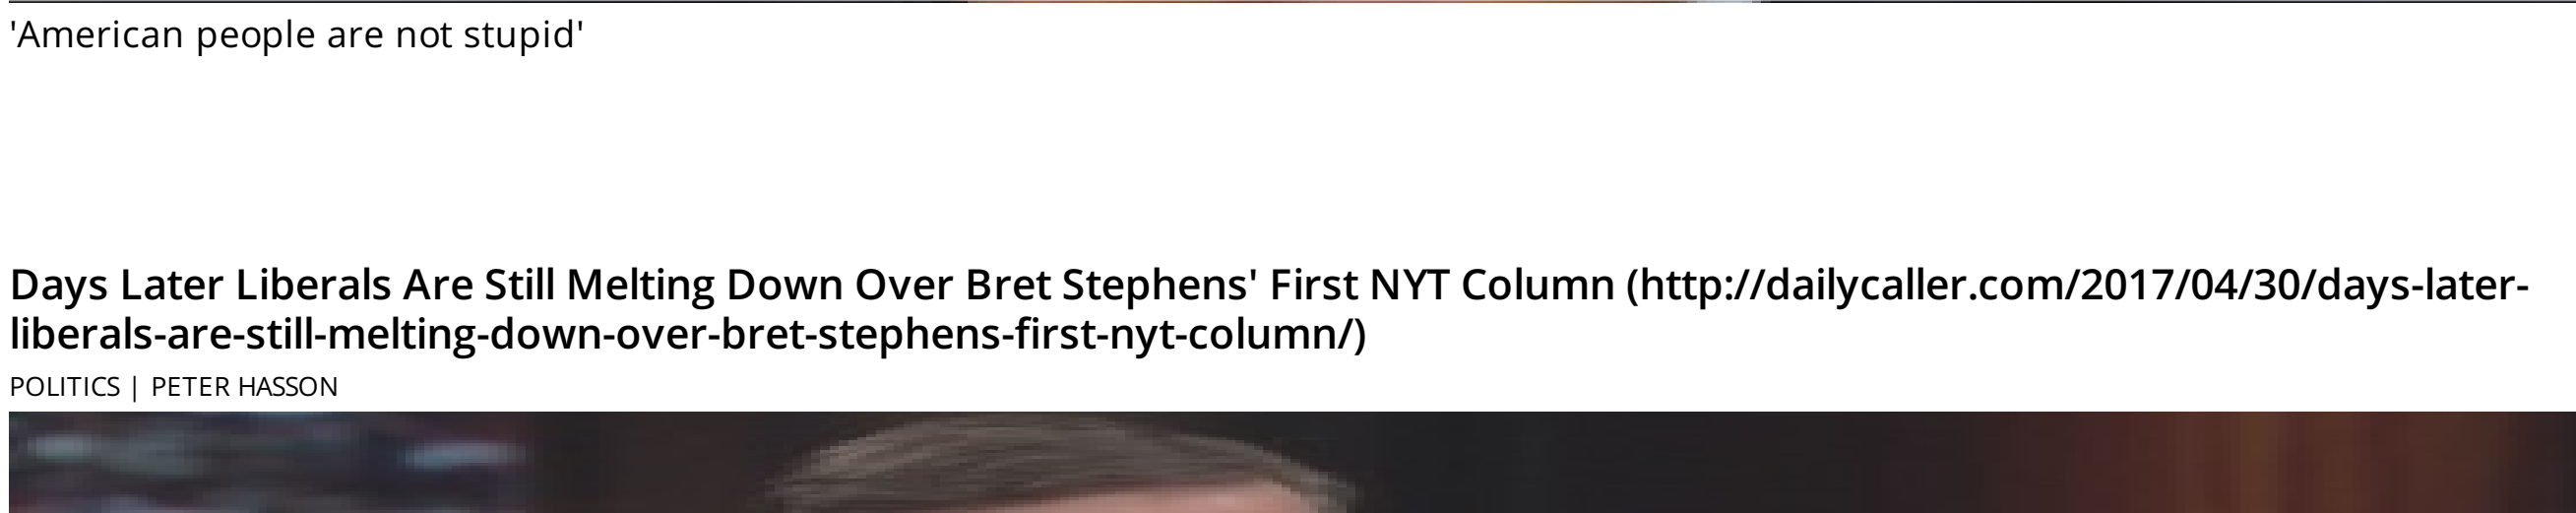 'American people are not stupid'
Days Later Liberals Are Still Melting Down Over Bret Stephens' First NYT Column (http://dailycaller.com/2017/04/30/days-later-
liberals-are-still-melting-down-over-bret-stephens-first-nyt-column/)
POLITICS | PETER HASSON